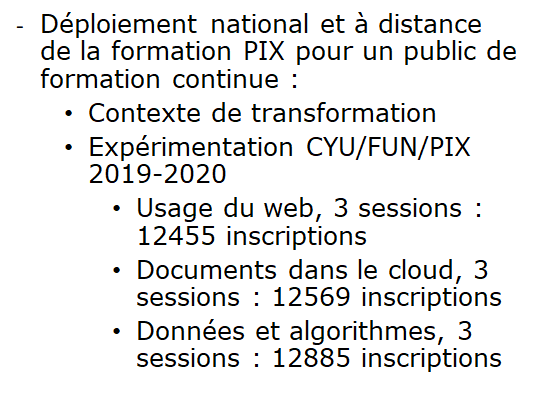 - Déploiement national et à distance
de la formation PIX pour un public de
formation continue :
• Contexte de transformation
• Expérimentation CYU/FUN/PIX
2019-2020
• Usage du web, 3 sessions :
12455 inscriptions
• Documents dans le cloud, 3
sessions : 12569 inscriptions
• Données et algorithmes, 3
sessions : 12885 inscriptions